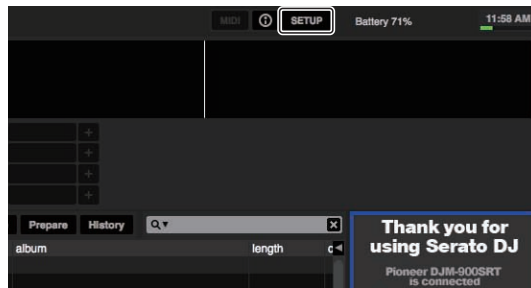 MIDI SETUP Battery 71% 11:58 AM
Prepare History
album length
Thank you for
using Serato DJ
Pioneer DJM-900SRT
is connected